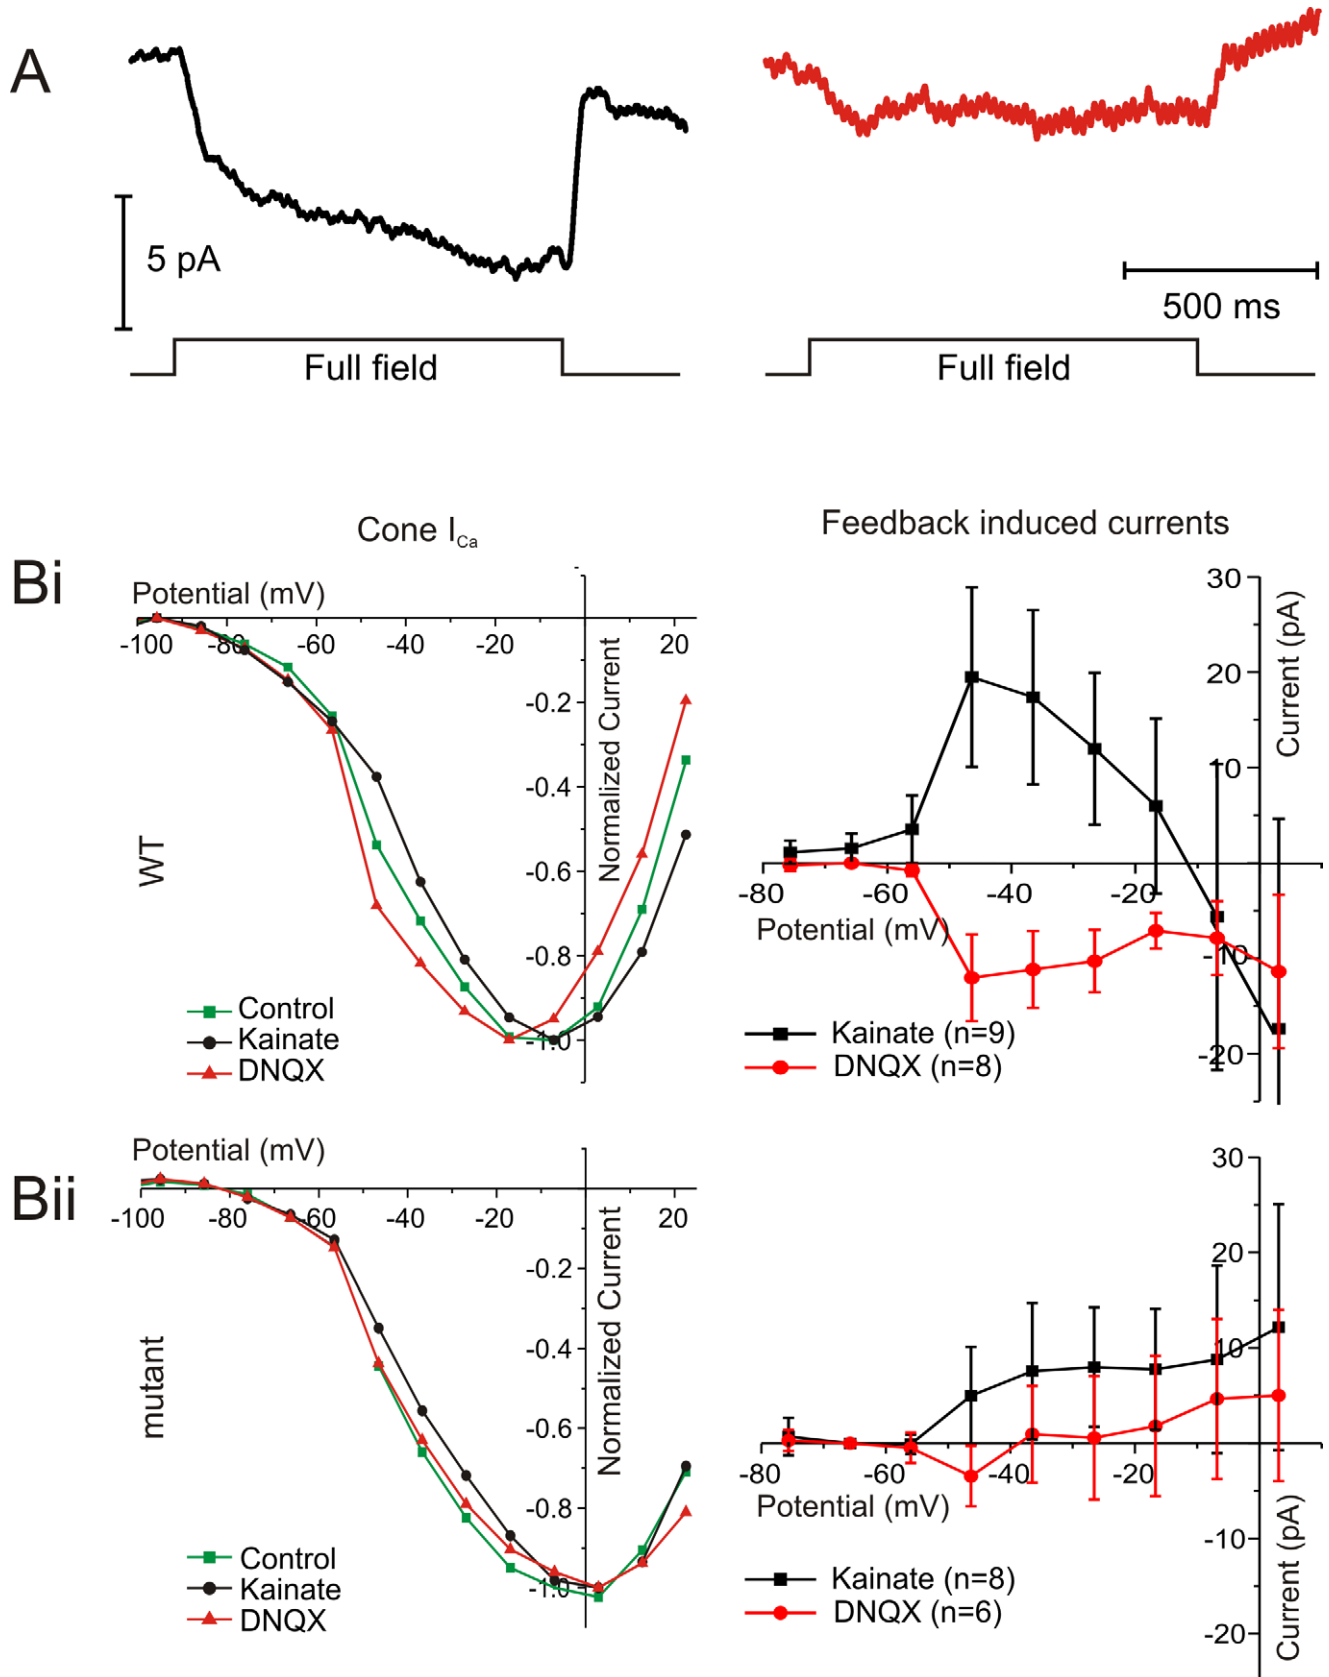 A
5 pA
500 ms
Full field
Full field
Cone I_Ca
Feedback induced currents
Bi
Potential (mV)
-100 -80 -60 -40 -20 20
-0.2
-0.4
-0.6
-0.8
-1.0
Normalized Current
WT
Control
Kainate
DNQX
30
20
10
-10
-20
Current (pA)
-80 -60 -40 -20
Potential (mV)
Kainate (n=9)
DNQX (n=8)
Bii
Potential (mV)
-100 -80 -60 -40 -20 20
-0.2
-0.4
-0.6
-0.8
-1.0
Normalized Current
mutant
Control
Kainate
DNQX
30
20
10
-10
-20
Current (pA)
-80 -60 -40 -20
Potential (mV)
Kainate (n=8)
DNQX (n=6)